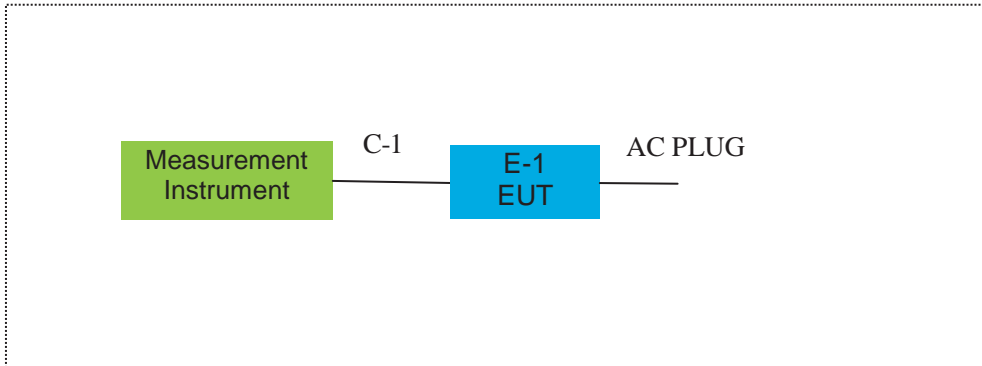 C-1
AC PLUG
Measurement
Instrument
E-1
EUT